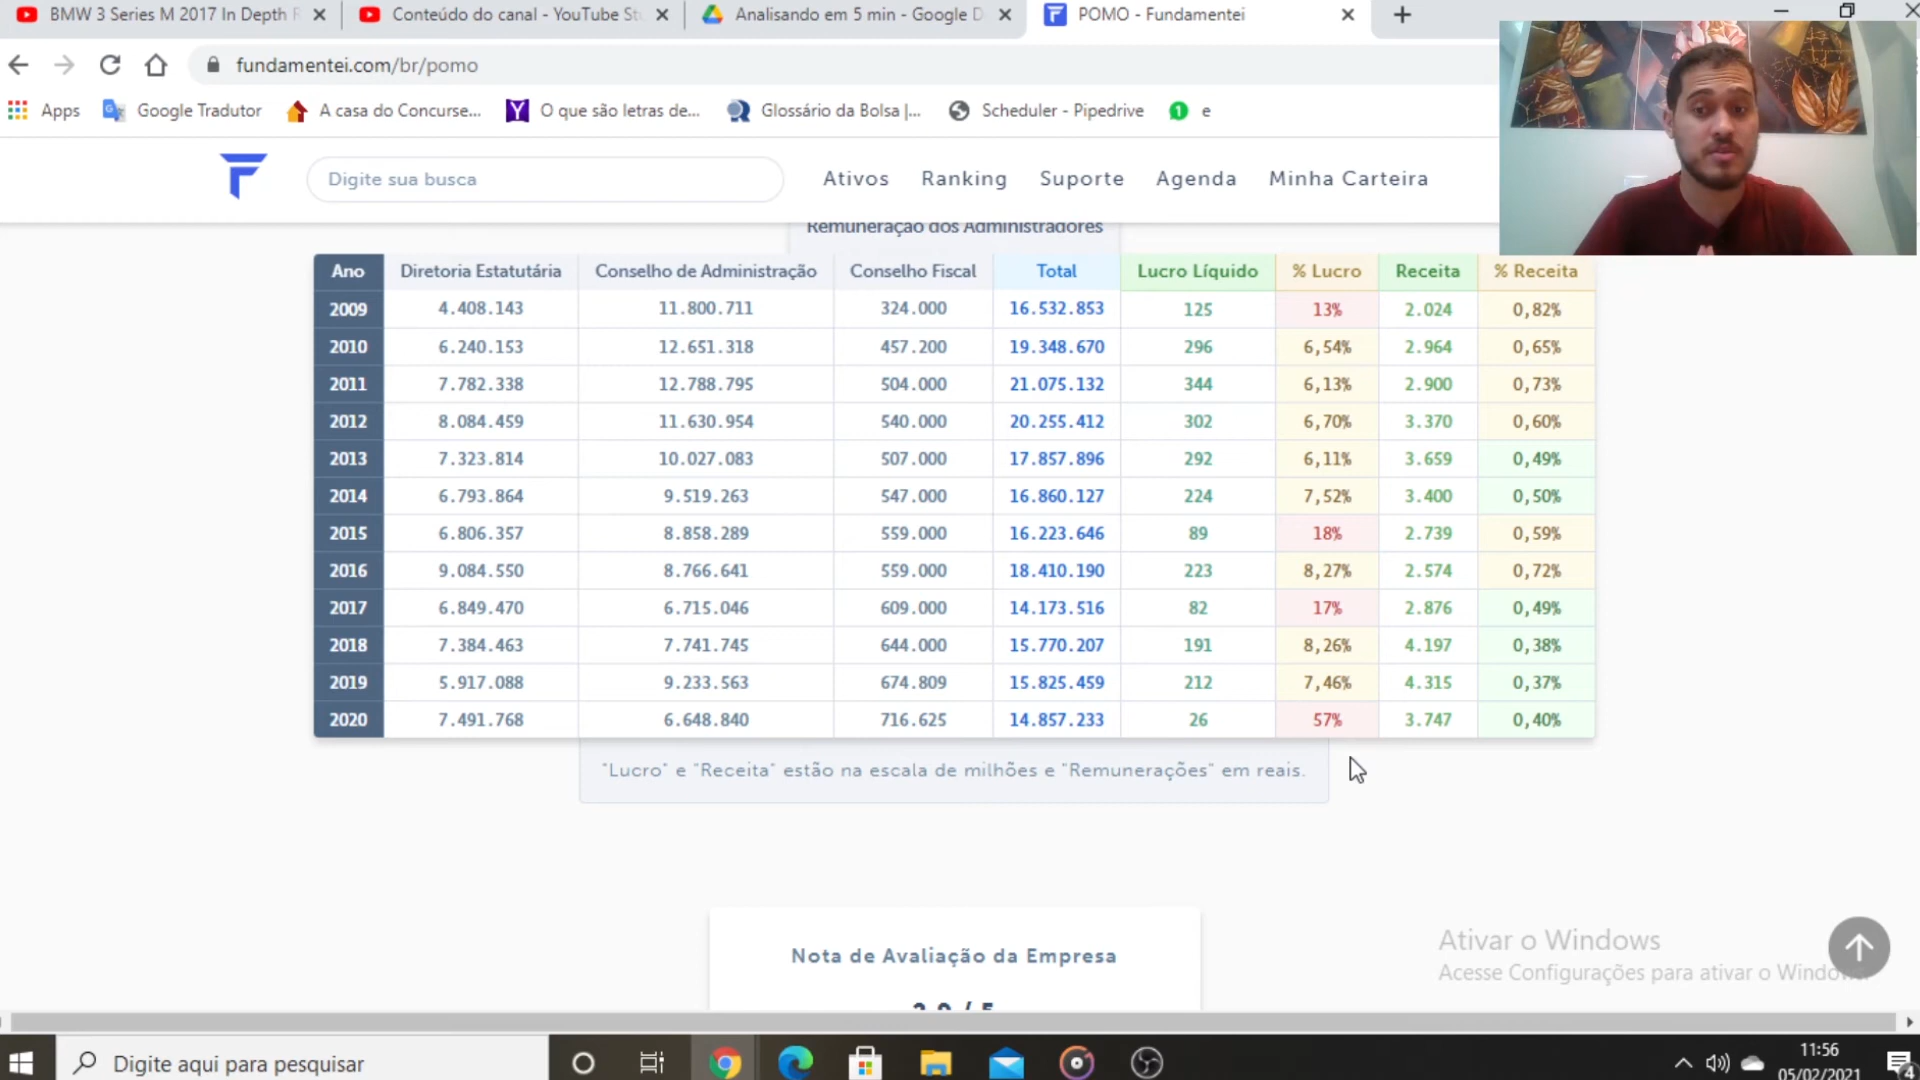 BMW 3 Series M 2017 In Depth R
Conteúdo do canal - YouTube St
Analisando em 5 min - Google D
POMO - Fundamentei
fundamentei.com/br/pomo
Apps
Google Tradutor
A casa do Concurse...
O que são letras de...
Glossário da Bolsa |...
Scheduler - Pipedrive
1 e
Digite sua busca
Ativos
Ranking
Suporte
Agenda
Minha Carteira
Remuneração dos Administradores
Ano Diretoria Estatutária Conselho de Administração Conselho Fiscal Total Lucro Líquido % Lucro Receita % Receita
2009 4.408.143 11.800.711 324.000 16.532.853 125 13% 2.024 0,82%
2010 6.240.153 12.651.318 457.200 19.348.670 296 6,54% 2.964 0,65%
2011 7.782.338 12.788.795 504.000 21.075.132 344 6,13% 2.900 0,73%
2012 8.084.459 11.630.954 540.000 20.255.412 302 6,70% 3.370 0,60%
2013 7.323.814 10.027.083 507.000 17.857.896 292 6,11% 3.659 0,49%
2014 6.793.864 9.519.263 547.000 16.860.127 224 7,52% 3.400 0,50%
2015 6.806.357 8.858.289 559.000 16.223.646 89 18% 2.739 0,59%
2016 9.084.550 8.766.641 559.000 18.410.190 223 8,27% 2.574 0,72%
2017 6.849.470 6.715.046 609.000 14.173.516 82 17% 2.876 0,49%
2018 7.384.463 7.741.745 644.000 15.770.207 191 8,26% 4.197 0,38%
2019 5.917.088 9.233.563 674.809 15.825.459 212 7,46% 4.315 0,37%
2020 7.491.768 6.648.840 716.625 14.857.233 26 57% 3.747 0,40%
"Lucro" e "Receita" estão na escala de milhões e "Remunerações" em reais.
Nota de Avaliação da Empresa
Ativar o Windows
Acesse Configurações para ativar o Windows.
Digite aqui para pesquisar
11:56
05/02/2021
4